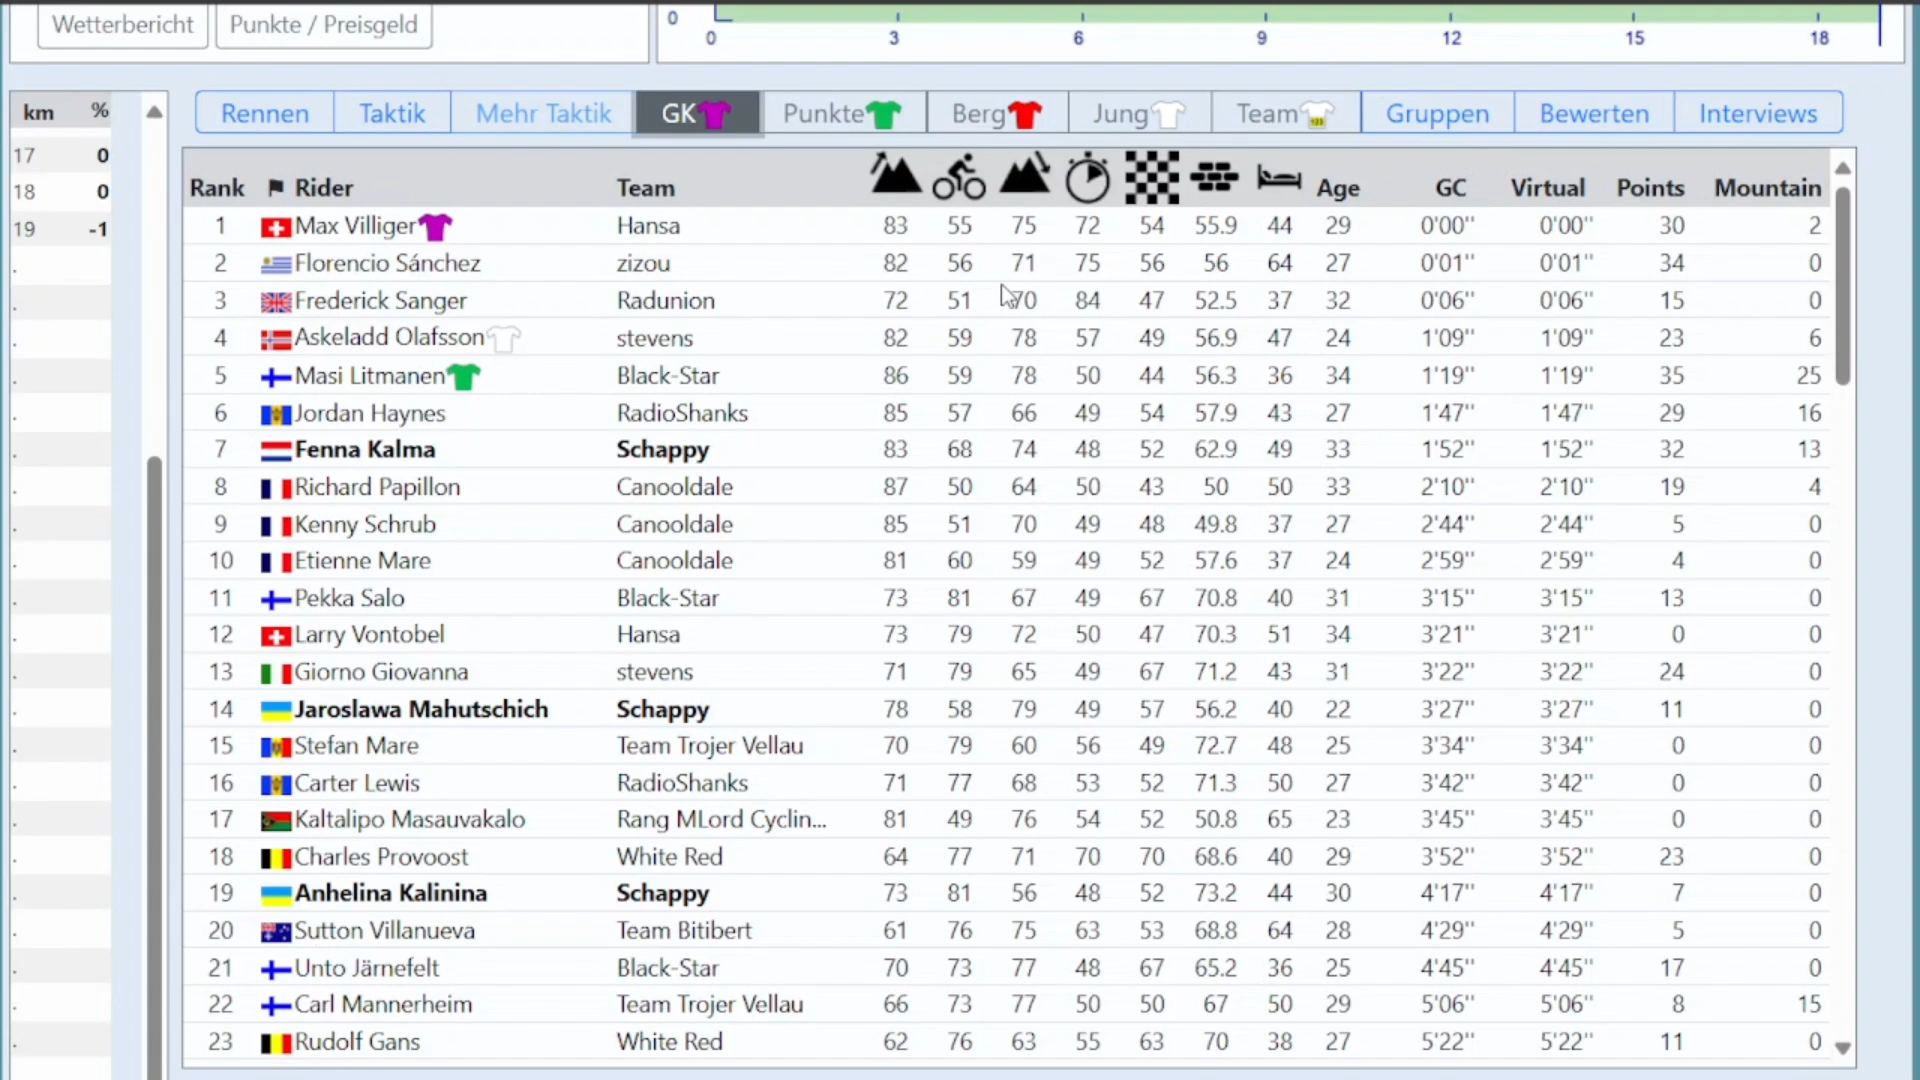 Wetterbericht Punkte / Preisgeld
0
0 3 6 9 12 15 18
km %
17 0
18 0
19 -1
Rennen Taktik Mehr Taktik GK Punkte Berg Jung Team 123 Gruppen Bewerten Interviews
Rank Rider Team Age GC Virtual Points Mountain
1 Max Villiger Hansa 83 55 75 72 54 55.9 44 29 0'00'' 0'00'' 30 2
2 Florencio Sánchez zizou 82 56 71 75 56 56 64 27 0'01'' 0'01'' 34 0
3 Frederick Sanger Radunion 72 51 70 84 47 52.5 37 32 0'06'' 0'06'' 15 0
4 Askeladd Olafsson stevens 82 59 78 57 49 56.9 47 24 1'09'' 1'09'' 23 6
5 Masi Litmanen Black-Star 86 59 78 50 44 56.3 36 34 1'19'' 1'19'' 35 25
6 Jordan Haynes RadioShanks 85 57 66 49 54 57.9 43 27 1'47'' 1'47'' 29 16
7 Fenna Kalma Schappy 83 68 74 48 52 62.9 49 33 1'52'' 1'52'' 32 13
8 Richard Papillon Canooldale 87 50 64 50 43 50 50 33 2'10'' 2'10'' 19 4
9 Kenny Schrub Canooldale 85 51 70 49 48 49.8 37 27 2'44'' 2'44'' 5 0
10 Etienne Mare Canooldale 81 60 59 49 52 57.6 37 24 2'59'' 2'59'' 4 0
11 Pekka Salo Black-Star 73 81 67 49 67 70.8 40 31 3'15'' 3'15'' 13 0
12 Larry Vontobel Hansa 73 79 72 50 47 70.3 51 34 3'21'' 3'21'' 0 0
13 Giorno Giovanna stevens 71 79 65 49 67 71.2 43 31 3'22'' 3'22'' 24 0
14 Jaroslawa Mahutschich Schappy 78 58 79 49 57 56.2 40 22 3'27'' 3'27'' 11 0
15 Stefan Mare Team Trojer Vellau 70 79 60 56 49 72.7 48 25 3'34'' 3'34'' 0 0
16 Carter Lewis RadioShanks 71 77 68 53 52 71.3 50 27 3'42'' 3'42'' 0 0
17 Kaltalipo Masauvakalo Rang MLord Cyclin... 81 49 76 54 52 50.8 65 23 3'45'' 3'45'' 0 0
18 Charles Provoost White Red 64 77 71 70 70 68.6 40 29 3'52'' 3'52'' 23 0
19 Anhelina Kalinina Schappy 73 81 56 48 52 73.2 44 30 4'17'' 4'17'' 7 0
20 Sutton Villanueva Team Bitibert 61 76 75 63 53 68.8 64 28 4'29'' 4'29'' 5 0
21 Unto Järnefelt Black-Star 70 73 77 48 67 65.2 36 25 4'45'' 4'45'' 17 0
22 Carl Mannerheim Team Trojer Vellau 66 73 77 50 50 67 50 29 5'06'' 5'06'' 8 15
23 Rudolf Gans White Red 62 76 63 55 63 70 38 27 5'22'' 5'22'' 11 0